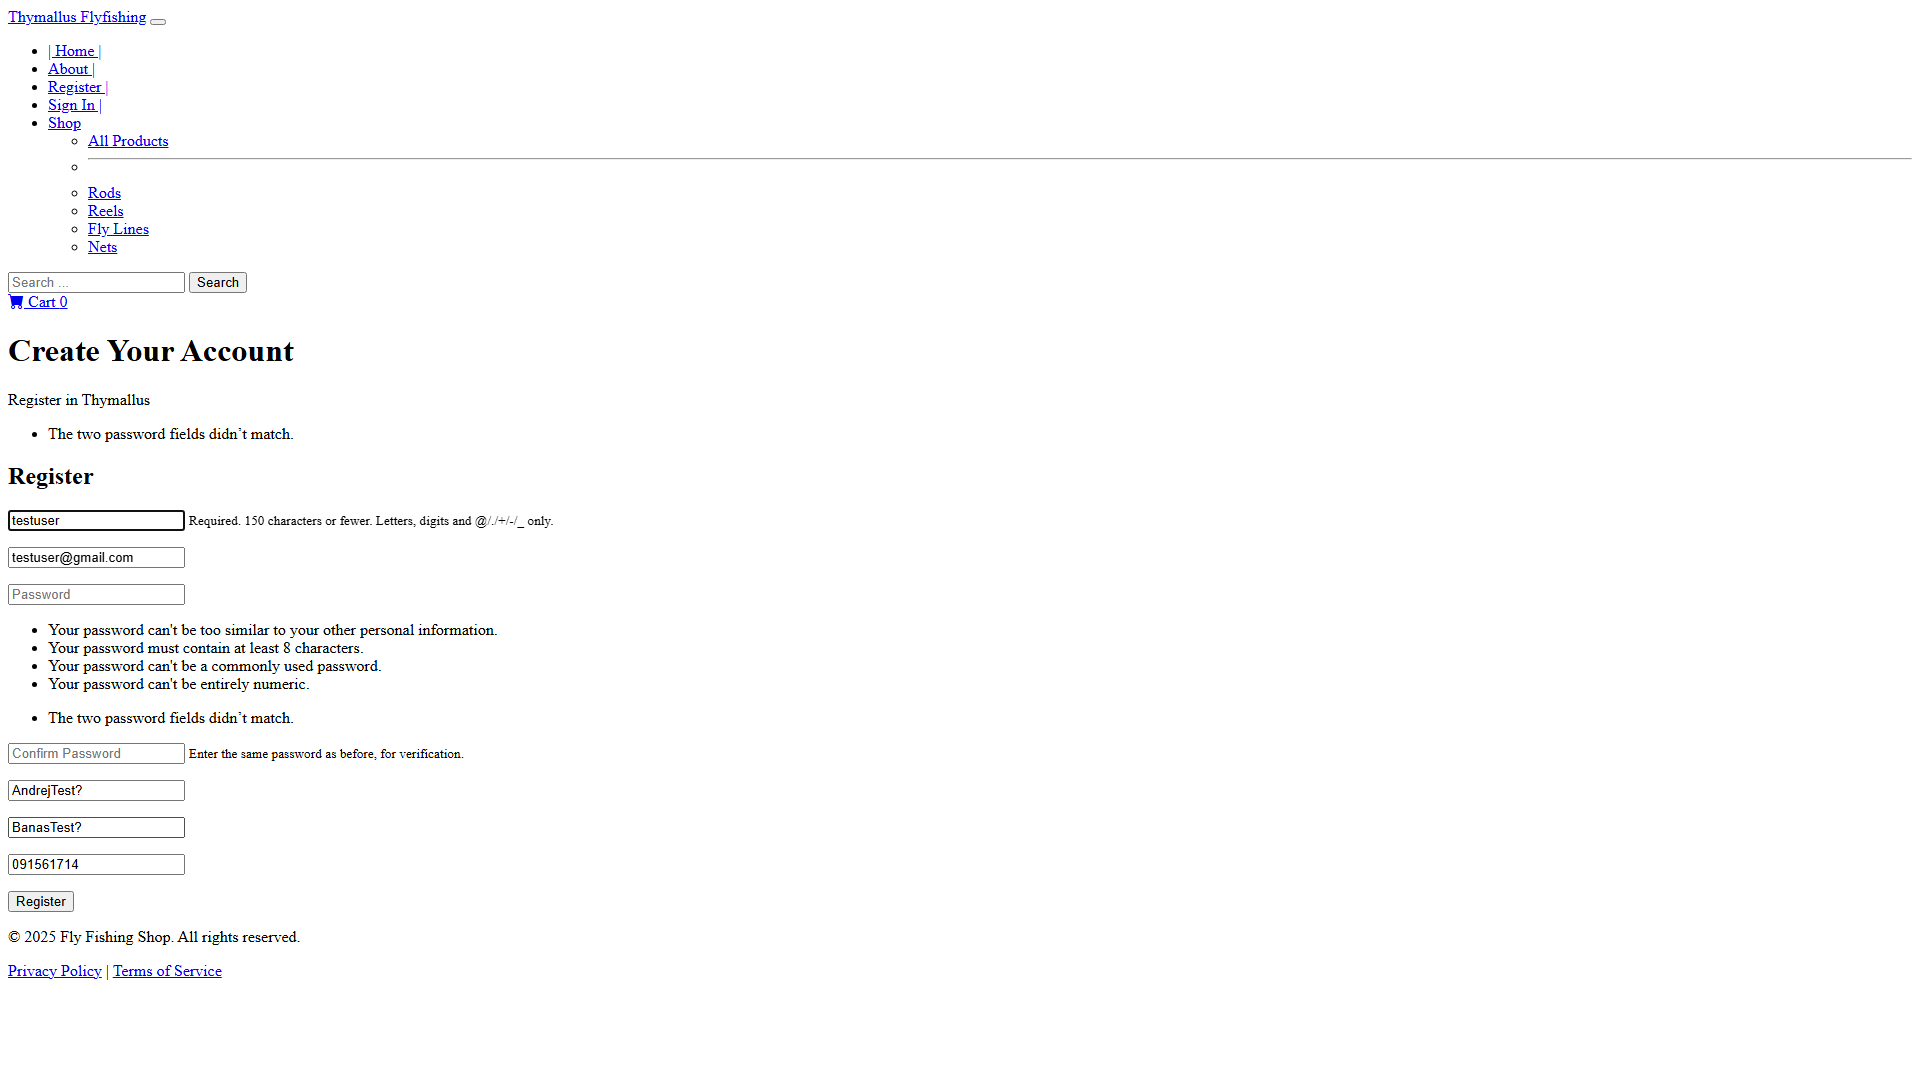 Thymallus Flyfishing
| Home |
About |
Register |
Sign In |
Shop
All Products
Rods
Reels
Fly Lines
Nets
Search ... Search
Cart 0
Create Your Account
Register in Thymallus
The two password fields didn’t match.
Register
testuser Required. 150 characters or fewer. Letters, digits and @/./+/-/_ only.
testuser@gmail.com
Password
Your password can't be too similar to your other personal information.
Your password must contain at least 8 characters.
Your password can't be a commonly used password.
Your password can't be entirely numeric.
The two password fields didn’t match.
Confirm Password Enter the same password as before, for verification.
AndrejTest?
BanasTest?
091561714
Register
© 2025 Fly Fishing Shop. All rights reserved.
Privacy Policy | Terms of Service